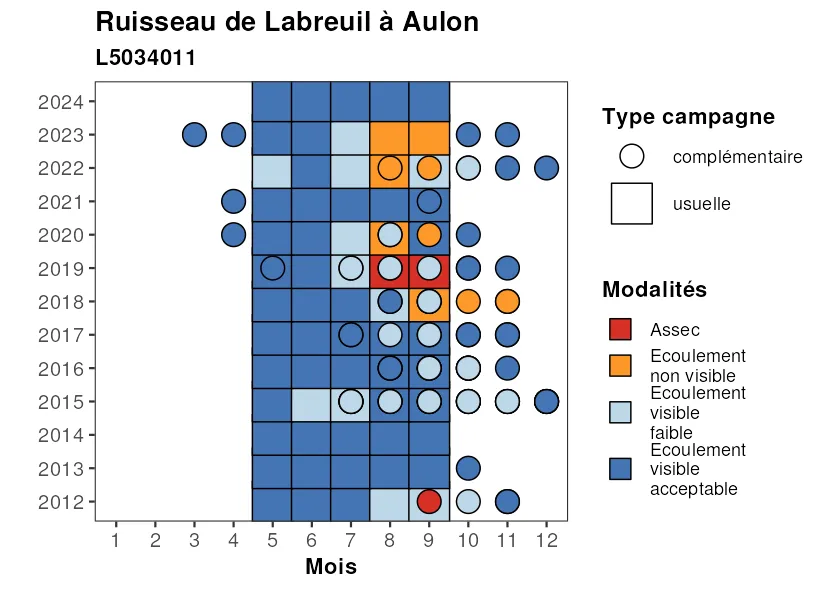 Ruisseau de Labreuil à Aulon
L5034011
2024
2023
2022
2021
2020
2019
2018
2017
2016
2015
2014
2013
2012
1 2 3 4 5 6 7 8 9 10 11 12
Mois
Type campagne
complémentaire
usuelle
Modalités
Assec
Ecoulement
non visible
Ecoulement
visible
faible
Ecoulement
visible
acceptable